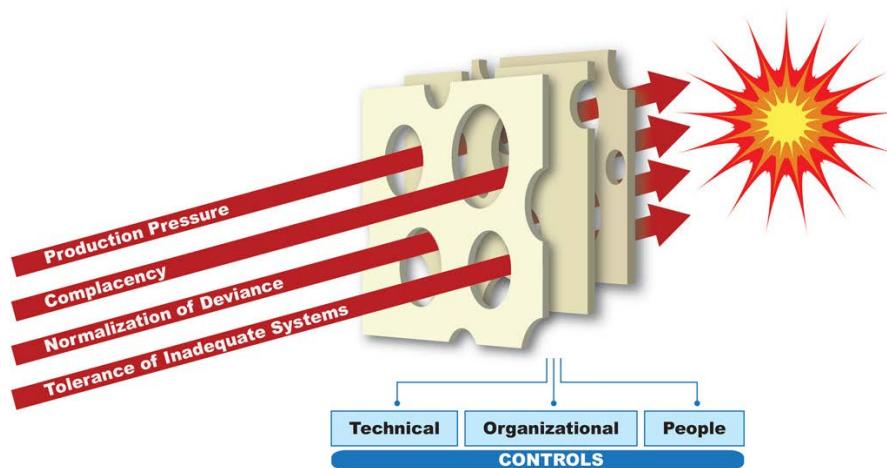 Production Pressure
Complacency
Normalization of Deviance
Tolerance of Inadequate Systems
Technical
Organizational
People
CONTROLS